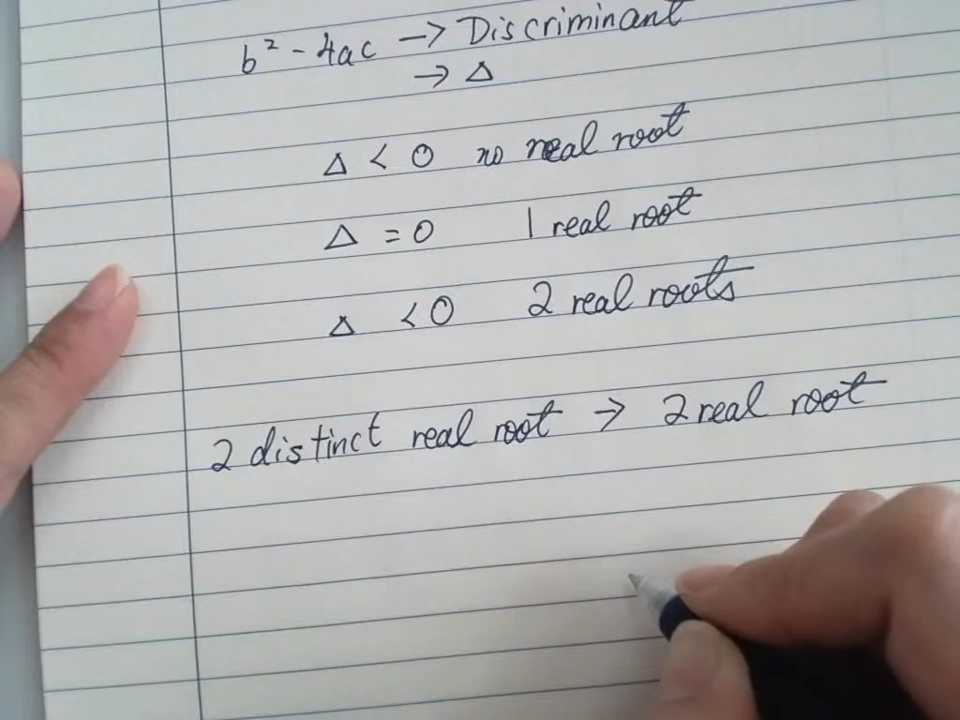 b² - 4ac → Discriminant
→ Δ
Δ < 0 no real root
Δ = 0 1 real root
Δ < 0 2 real roots
2 distinct real root → 2 real root